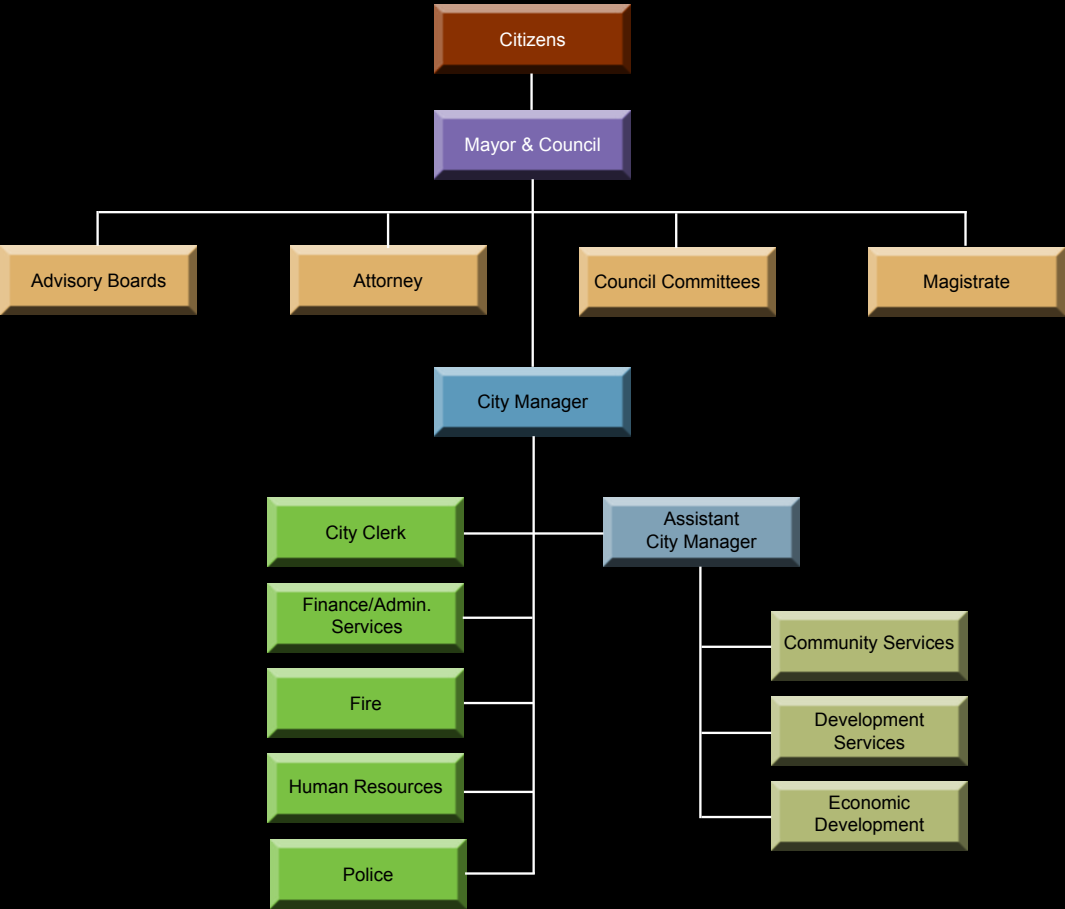 Citizens
Mayor & Council
Advisory Boards
Attorney
Council Committees
Magistrate
City Manager
City Clerk
Assistant
City Manager
Finance/Admin.
Services
Community Services
Fire
Development
Services
Human Resources
Economic
Development
Police